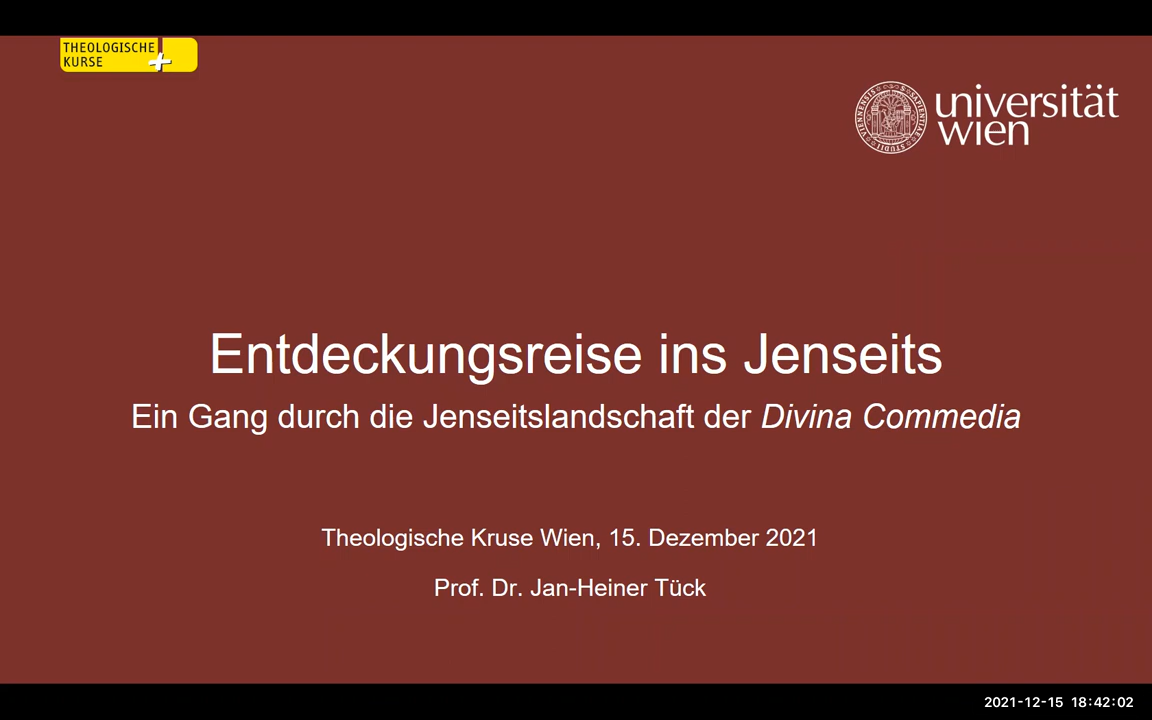 THEOLOGISCHE
KURSE
universität
wien
Entdeckungsreise ins Jenseits
Ein Gang durch die Jenseitslandschaft der Divina Commedia
Theologische Kruse Wien, 15. Dezember 2021
Prof. Dr. Jan-Heiner Tück
2021-12-15 18:42:02